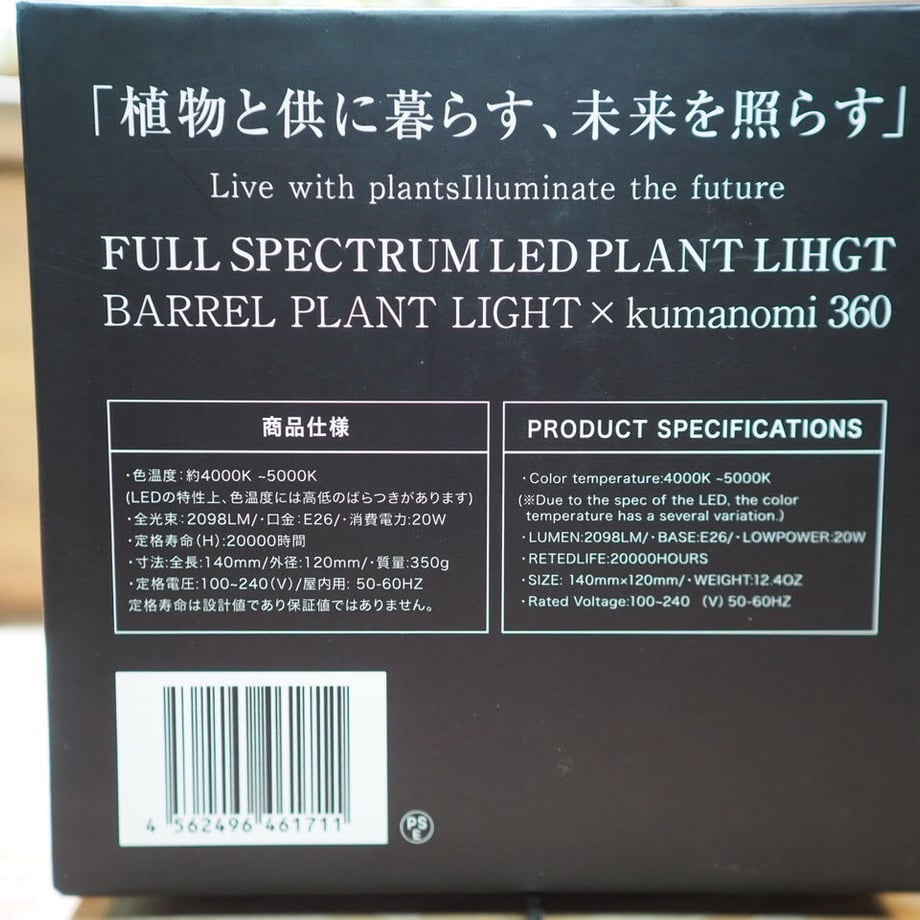 「植物と供に暮らす、未来を照らす」
Live with plantsIlluminate the future
FULL SPECTRUM LED PLANT LIHGT
BARREL PLANT LIGHT × kumanomi 360
商品仕様
・色温度：約4000K ~5000K
(LEDの特性上、色温度には高低のばらつきがあります)
・全光束：2098LM/・口金：E26/・消費電力:20W
・定格寿命(H):20000時間
・寸法:全長：140mm/外径：120mm/・質量：350g
・定格電圧：100~240(V)/屋内用: 50-60HZ
定格寿命は設計値であり保証値ではありません。
PRODUCT SPECIFICATIONS
・Color temperature:4000K ~5000K
(※Due to the spec of the LED, the color
temperature has a several variation.)
・LUMEN:2098LM/・BASE:E26/・LOWPOWER:20W
・RETEDLIFE:20000HOURS
・SIZE: 140mm×120mm/・WEIGHT:12.4OZ
・Rated Voltage:100~240 (V) 50-60HZ
4 562496 461711
PS
E